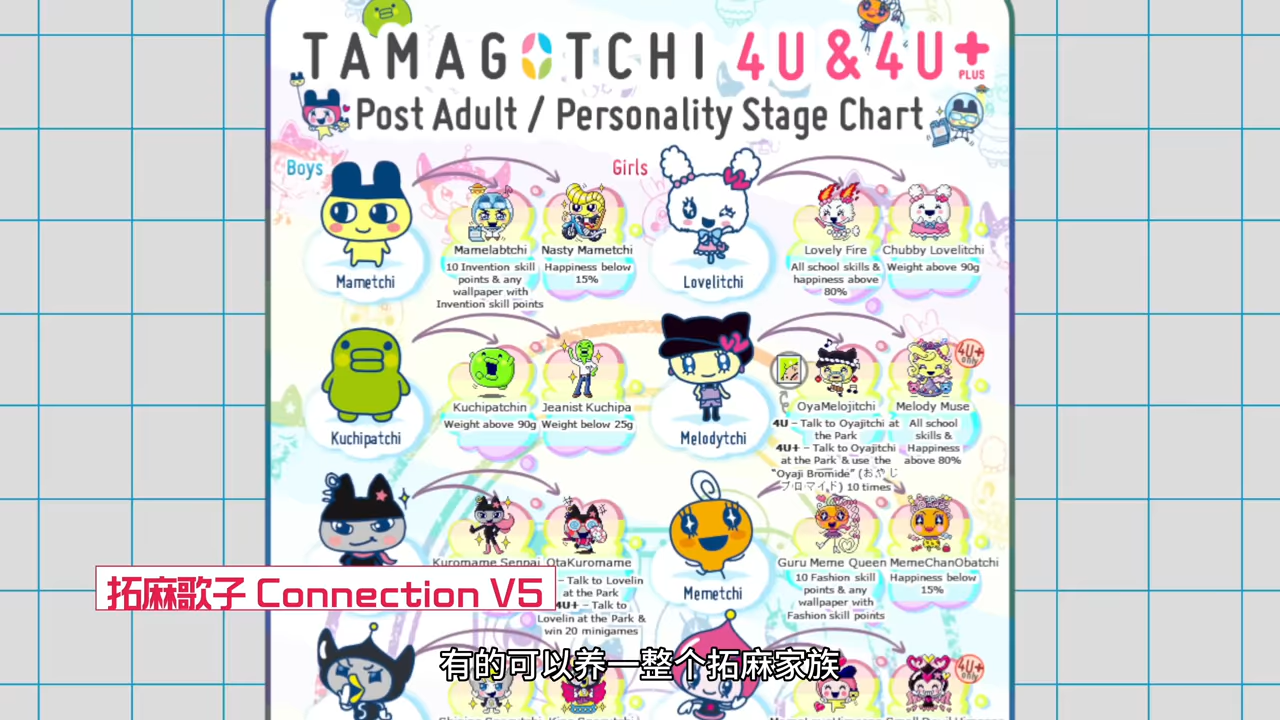 TAMAGOTCHI 4U & 4U+
PLUS
Post Adult / Personality Stage Chart
Boys
Girls
Mametchi
Mamelabtchi
10 Invention skill
points & any
wallpaper with
Invention skill points
Nasty Mametchi
Happiness below
15%
V2
Lovelitchi
Lovely Fire
All school skills &
happiness above
80%
Chubby Lovelitchi
Weight above 90g
Kuchipatchi
Kuchipatchin
Weight above 90g
Jeanist Kuchipa
Weight below 25g
V2
Melodytchi
OyaMelojitchi
4U – Talk to Oyajitchi at
the Park
4U+ – Talk to Oyajitchi
at the Park & use the
"Oyaji Bromide" (おやじ
ブロマイド) 10 times
4U+
only
Melody Muse
All school
skills &
Happiness
above 80%
Kuromame Senpai
OtaKuromame
– Talk to Lovelin
at the Park
4U+ – Talk to
Lovelin at the Park &
win 20 minigames
Memetchi
Guru Meme Queen
10 Fashion skill
points & any
wallpaper with
Fashion skill points
MemeChanObatchi
Happiness below
15%
4U+
only
拓麻歌子 Connection V5
有的可以养一整个拓麻家族